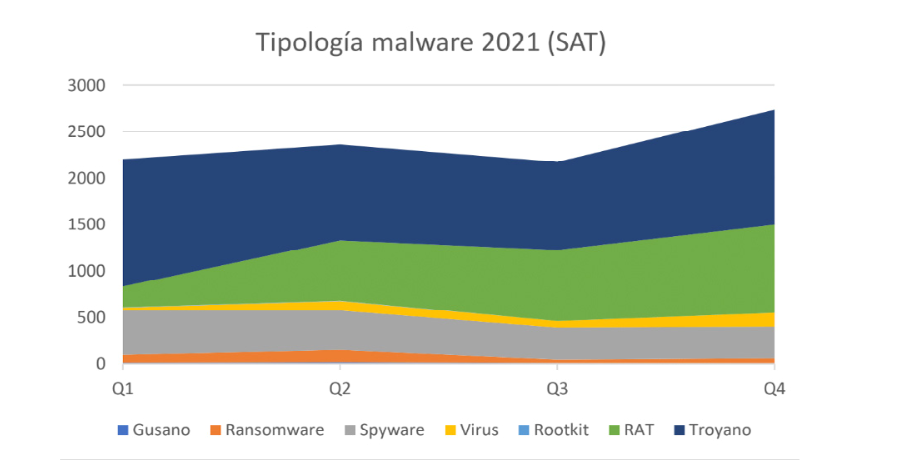 Tipología malware 2021 (SAT)
3000
2500
2000
1500
1000
500
0
Q1 Q2 Q3 Q4
Gusano Ransomware Spyware Virus Rootkit RAT Troyano